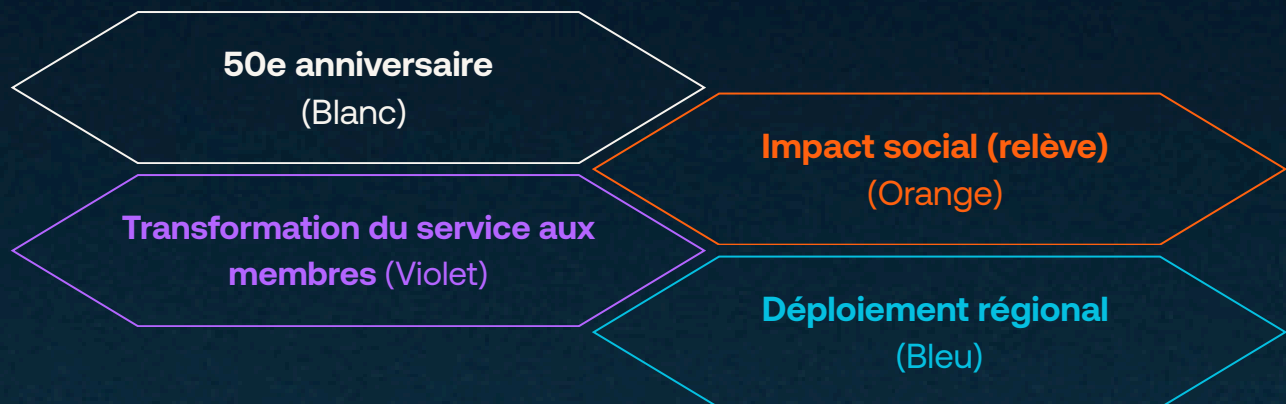 50e anniversaire
(Blanc)
Impact social (relève)
(Orange)
Transformation du service aux
membres (Violet)
Déploiement régional
(Bleu)